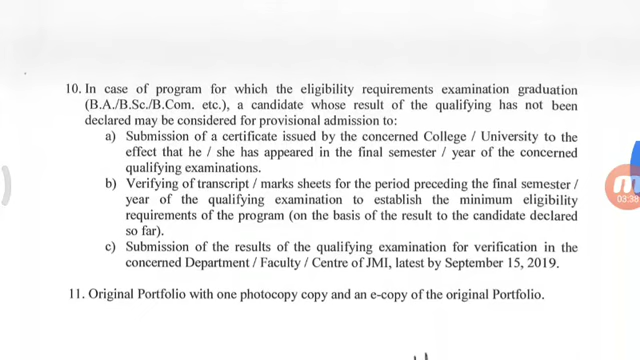 10. In case of program for which the eligibility requirements examination graduation
(B.A./B.Sc./B.Com. etc.), a candidate whose result of the qualifying has not been
declared may be considered for provisional admission to:
a) Submission of a certificate issued by the concerned College / University to the
effect that he / she has appeared in the final semester / year of the concerned
qualifying examinations.
b) Verifying of transcript / marks sheets for the period preceding the final semester /
year of the qualifying examination to establish the minimum eligibility
requirements of the program (on the basis of the result to the candidate declared
so far).
c) Submission of the results of the qualifying examination for verification in the
concerned Department / Faculty / Centre of JMI, latest by September 15, 2019.
11. Original Portfolio with one photocopy copy and an e-copy of the original Portfolio.
03:38